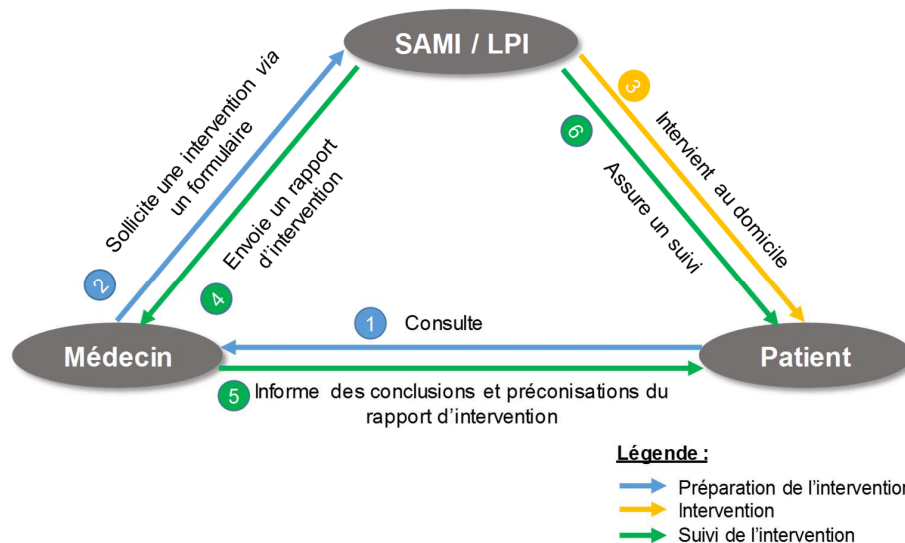 SAMI / LPI
2
Sollicite une intervention via
un formulaire
4
Envoie un rapport
d'intervention
3
Intervient au domicile
6
Assure un suivi
Médecin
Patient
1
Consulte
5
Informe des conclusions et préconisations du
rapport d'intervention
Légende :
Préparation de l'intervention
Intervention
Suivi de l'intervention